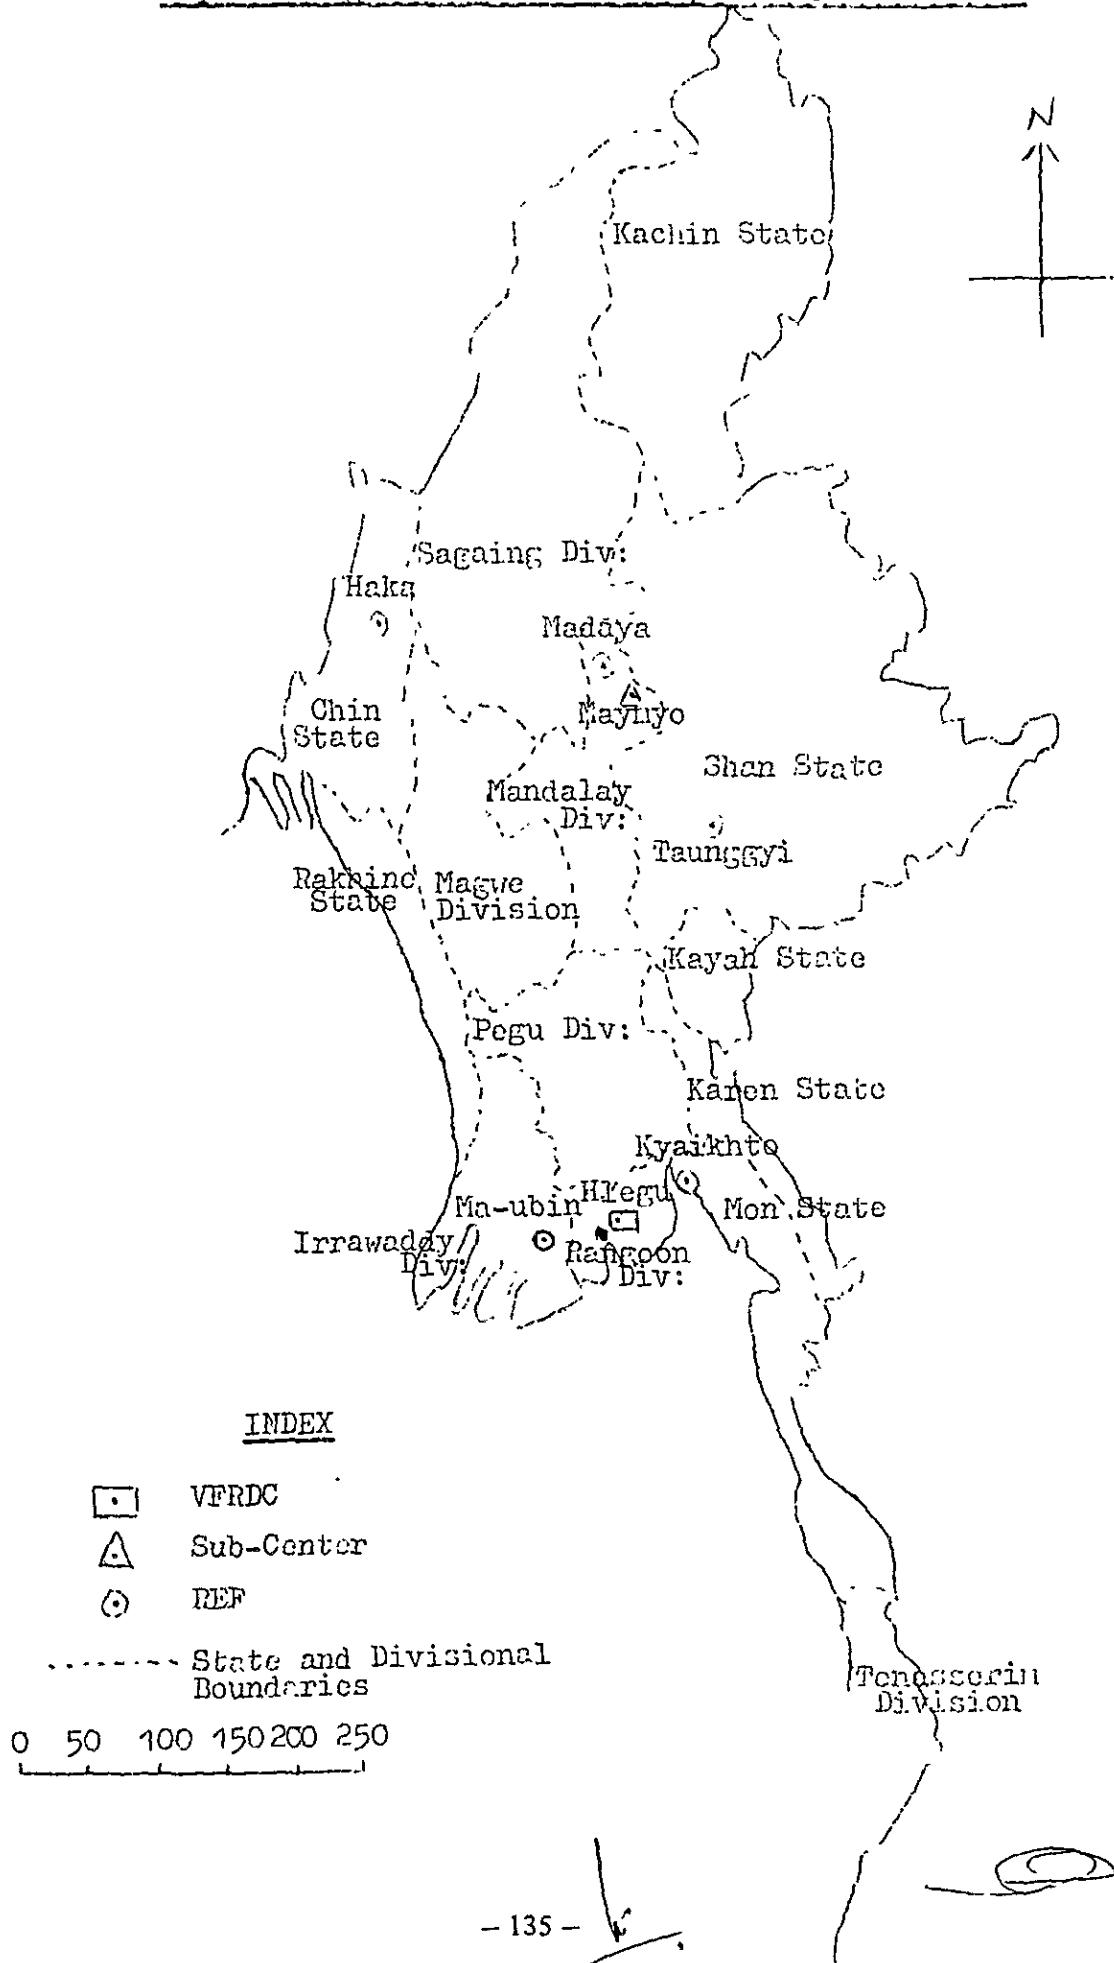 N
Kachin State
Sagaing Div:
Haka
Madaya
Maymyo
Chin
State
Shan State
Mandalay
Div:
Taunggyi
Rakhine
State
Magwe
Division
Kayah State
Pegu Div:
Karen State
Kyaikhto
Hlegu
Ma-ubin
Mon State
Irrawaddy
Div:
Rangoon
Div:
INDEX
VFRDC
Sub-Center
REF
State and Divisional
Boundaries
0 50 100 150 200 250
Tenasserim
Division
– 135 –